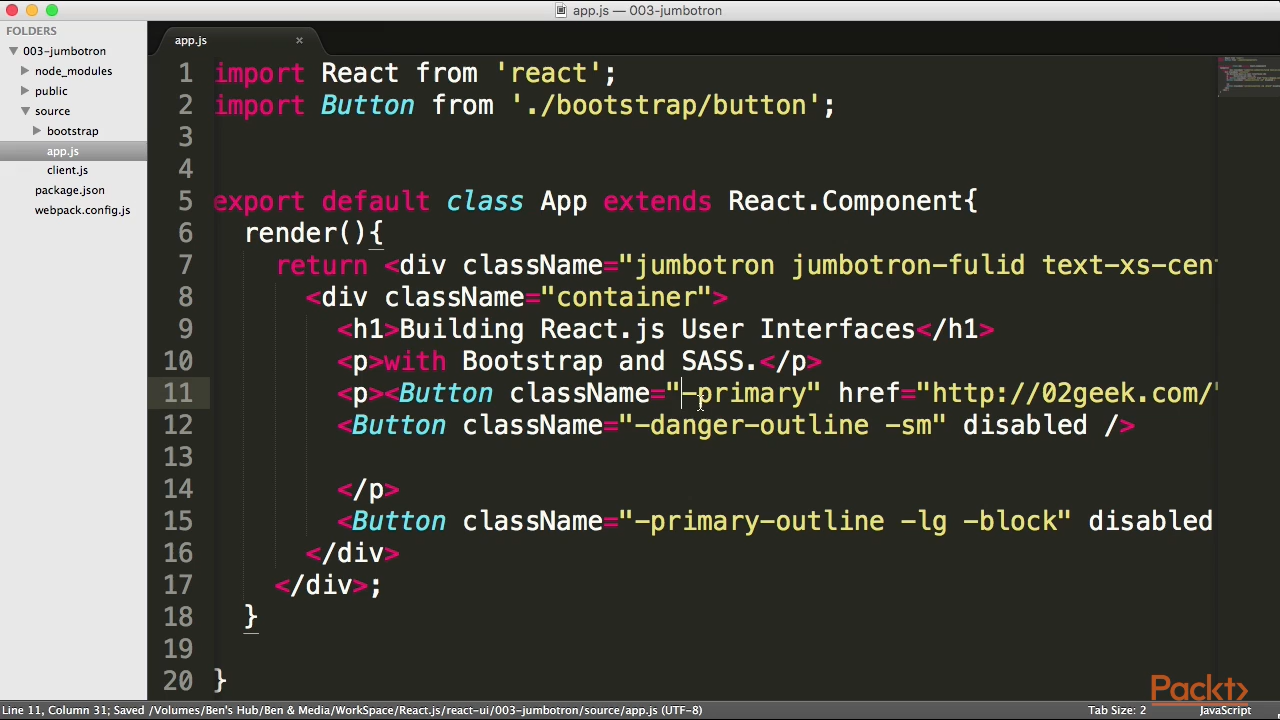 app.js — 003-jumbotron
FOLDERS
003-jumbotron
node_modules
public
source
bootstrap
app.js
client.js
package.json
webpack.config.js
app.js ×
1 import React from 'react';
2 import Button from './bootstrap/button';
3
4
5 export default class App extends React.Component{
6 render(){
7 return <div className="jumbotron jumbotron-fulid text-xs-cen
8 <div className="container">
9 <h1>Building React.js User Interfaces</h1>
10 <p>with Bootstrap and SASS.</p>
11 <p><Button className="-primary" href="http://02geek.com/"
12 <Button className="-danger-outline -sm" disabled />
13
14 </p>
15 <Button className="-primary-outline -lg -block" disabled
16 </div>
17 </div>;
18 }
19
20 }
Packt>
Line 11, Column 31; Saved /Volumes/Ben's Hub/Ben & Media/WorkSpace/React.js/react-ui/003-jumbotron/source/app.js (UTF-8)
Tab Size: 2
JavaScript